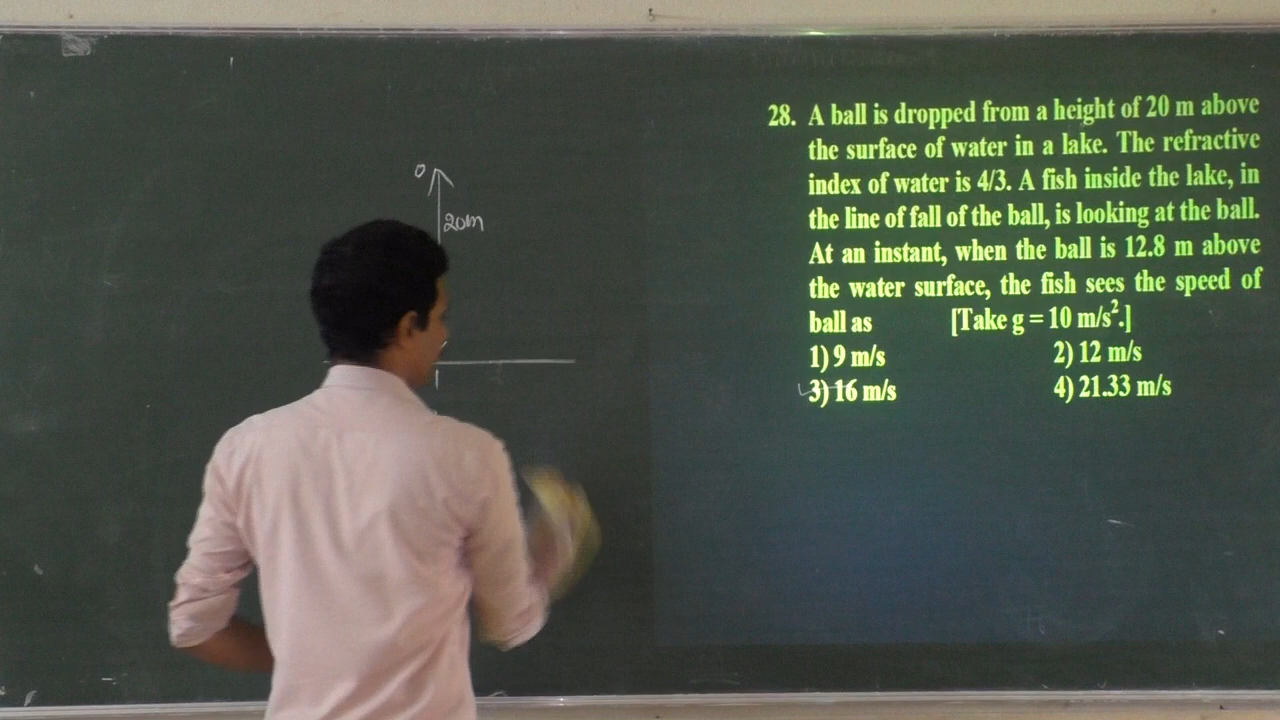 28. A ball is dropped from a height of 20 m above
the surface of water in a lake. The refractive
index of water is 4/3. A fish inside the lake, in
the line of fall of the ball, is looking at the ball.
At an instant, when the ball is 12.8 m above
the water surface, the fish sees the speed of
ball as [Take g = 10 m/s².]
1) 9 m/s 2) 12 m/s
3) 16 m/s 4) 21.33 m/s
0
20m